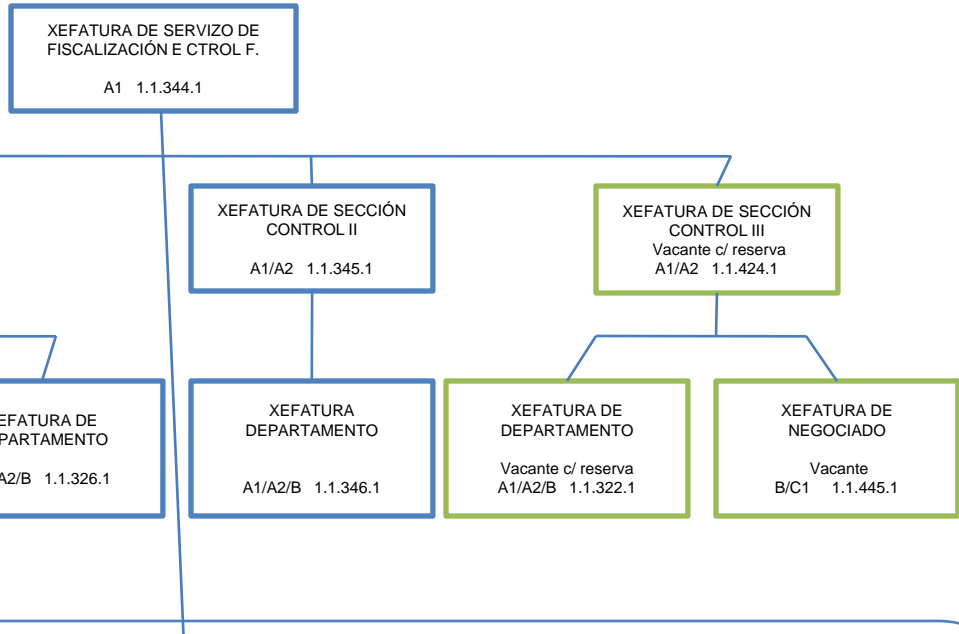 XEFATURA DE SERVIZO DE
FISCALIZACIÓN E CTROL F.
A1 1.1.344.1
XEFATURA DE SECCIÓN
CONTROL II
A1/A2 1.1.345.1
XEFATURA DE SECCIÓN
CONTROL III
Vacante c/ reserva
A1/A2 1.1.424.1
EFATURA DE
PARTAMENTO
A2/B 1.1.326.1
XEFATURA
DEPARTAMENTO
A1/A2/B 1.1.346.1
XEFATURA DE
DEPARTAMENTO
Vacante c/ reserva
A1/A2/B 1.1.322.1
XEFATURA DE
NEGOCIADO
Vacante
B/C1 1.1.445.1